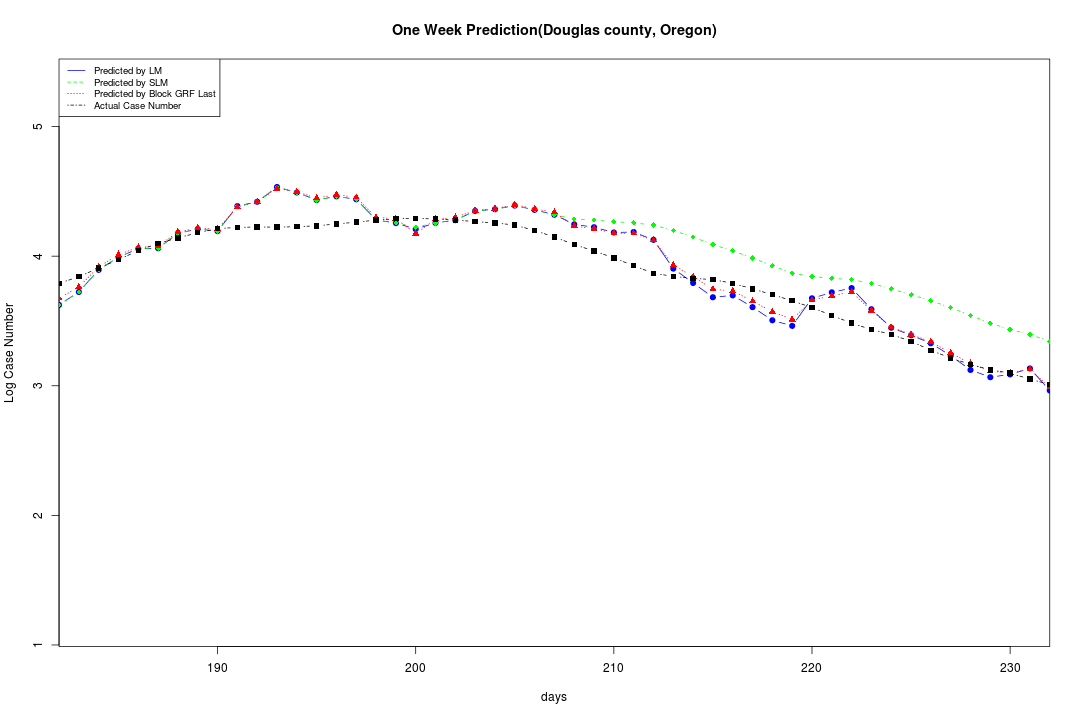 One Week Prediction(Douglas county, Oregon)
Predicted by LM
Predicted by SLM
Predicted by Block GRF Last
Actual Case Number
5
4
3
2
1
Log Case Number
190 200 210 220 230
days